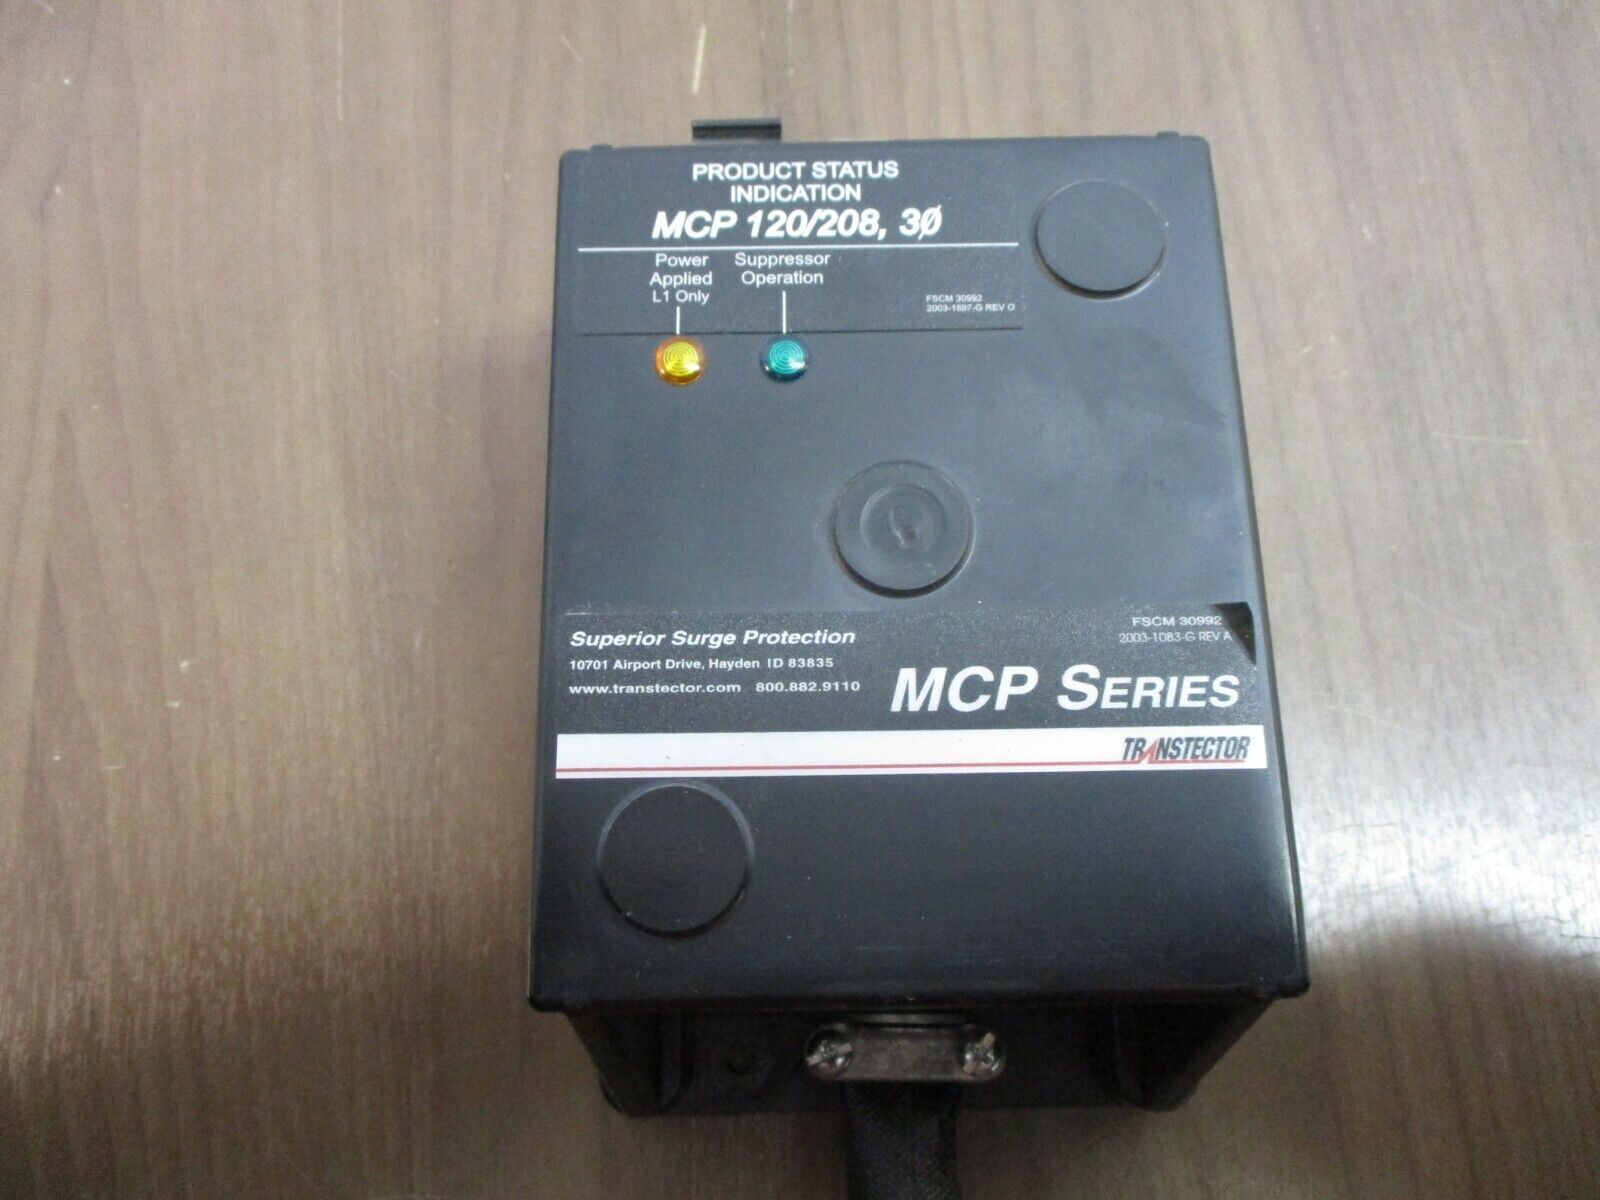 PRODUCT STATUS
INDICATION
MCP 120/208, 3Ø
Power
Applied
L1 Only
Suppressor
Operation
FSCM 30992
2003-1597-G REV O
Superior Surge Protection
10701 Airport Drive, Hayden ID 83835
www.transtector.com 800.882.9110
FSCM 30992
2003-1083-G REV A
MCP SERIES
TRANSTECTOR